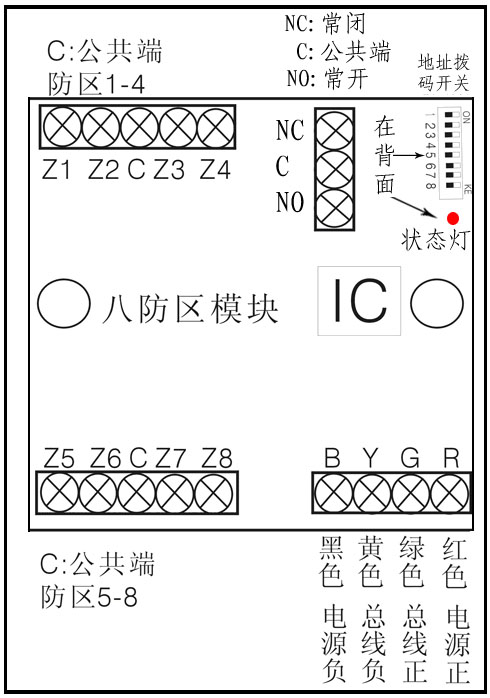 C:公共端
防区1-4
NC: 常闭
C: 公共端
NO: 常开
地址拨
码开关
Z1 Z2 C Z3 Z4
NC
C
NO
在背面
ON
1 2 3 4 5 6 7 8
KE
状态灯
八防区模块
IC
Z5 Z6 C Z7 Z8
B Y G R
C:公共端
防区5-8
黑色 电源负
黄色 总线负
绿色 总线正
红色 电源正